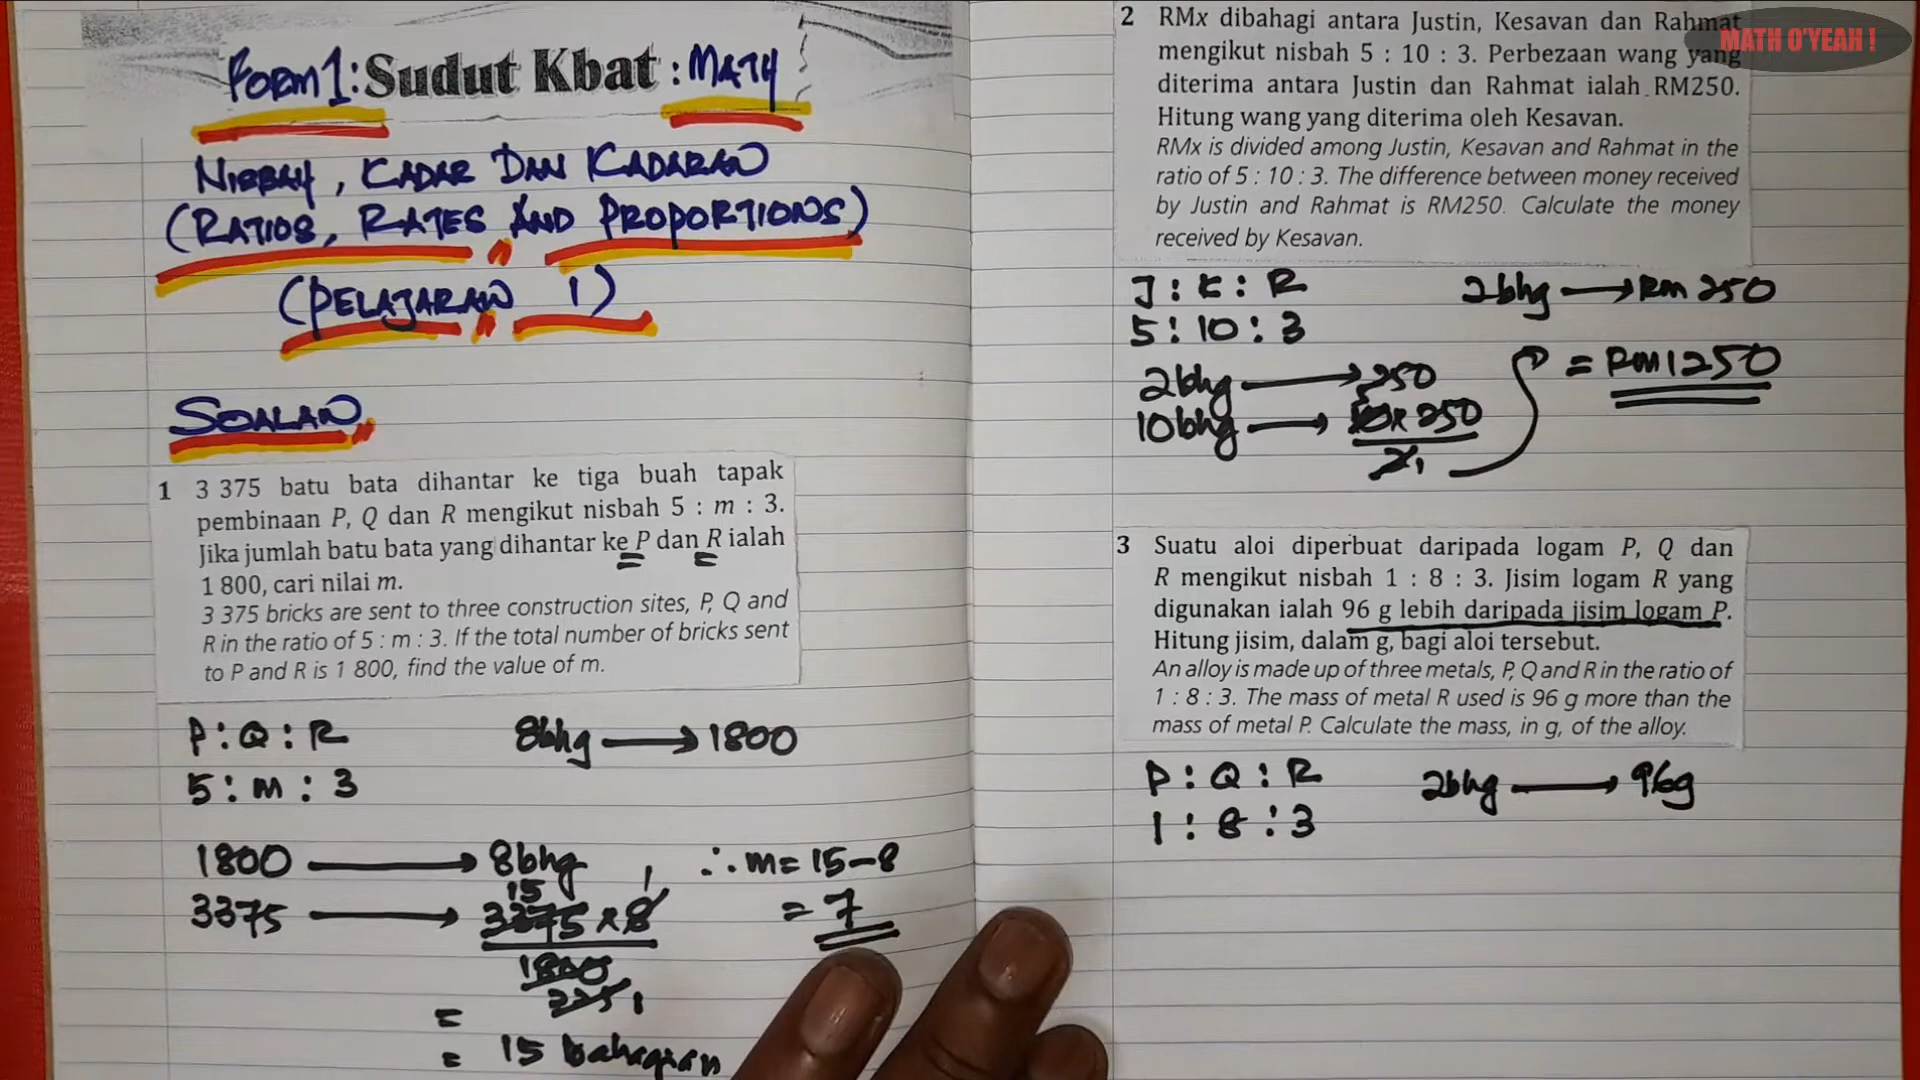 FORM 1: Sudut Kbat : MATH
NISBAH, KADAR DAN KADARAN
(RATIOS, RATES AND PROPORTIONS)
(PELAJARAN 1)
SOALAN
1 3 375 batu bata dihantar ke tiga buah tapak
pembinaan P, Q dan R mengikut nisbah 5 : m : 3.
Jika jumlah batu bata yang dihantar ke P dan R ialah
1 800, cari nilai m.
3 375 bricks are sent to three construction sites, P, Q and
R in the ratio of 5 : m : 3. If the total number of bricks sent
to P and R is 1 800, find the value of m.
P : Q : R
8bhg → 1800
5 : m : 3
1800 → 8bhg
∴ m = 15 - 8
15 1
3375 → 3375 × 8
= 7
1800
225 1
=
= 15 bahagian
MATH O'YEAH !
2 RMx dibahagi antara Justin, Kesavan dan Rahmat
mengikut nisbah 5 : 10 : 3. Perbezaan wang yang
diterima antara Justin dan Rahmat ialah RM250.
Hitung wang yang diterima oleh Kesavan.
RMx is divided among Justin, Kesavan and Rahmat in the
ratio of 5 : 10 : 3. The difference between money received
by Justin and Rahmat is RM250. Calculate the money
received by Kesavan.
J : K : R
2bhg → RM 250
5 : 10 : 3
2bhg → 250
= RM1250
5
10bhg → 10 × 250
2 1
3 Suatu aloi diperbuat daripada logam P, Q dan
R mengikut nisbah 1 : 8 : 3. Jisim logam R yang
digunakan ialah 96 g lebih daripada jisim logam P.
Hitung jisim, dalam g, bagi aloi tersebut.
An alloy is made up of three metals, P, Q and R in the ratio of
1 : 8 : 3. The mass of metal R used is 96 g more than the
mass of metal P. Calculate the mass, in g, of the alloy.
P : Q : R
2bhg → 96g
1 : 8 : 3